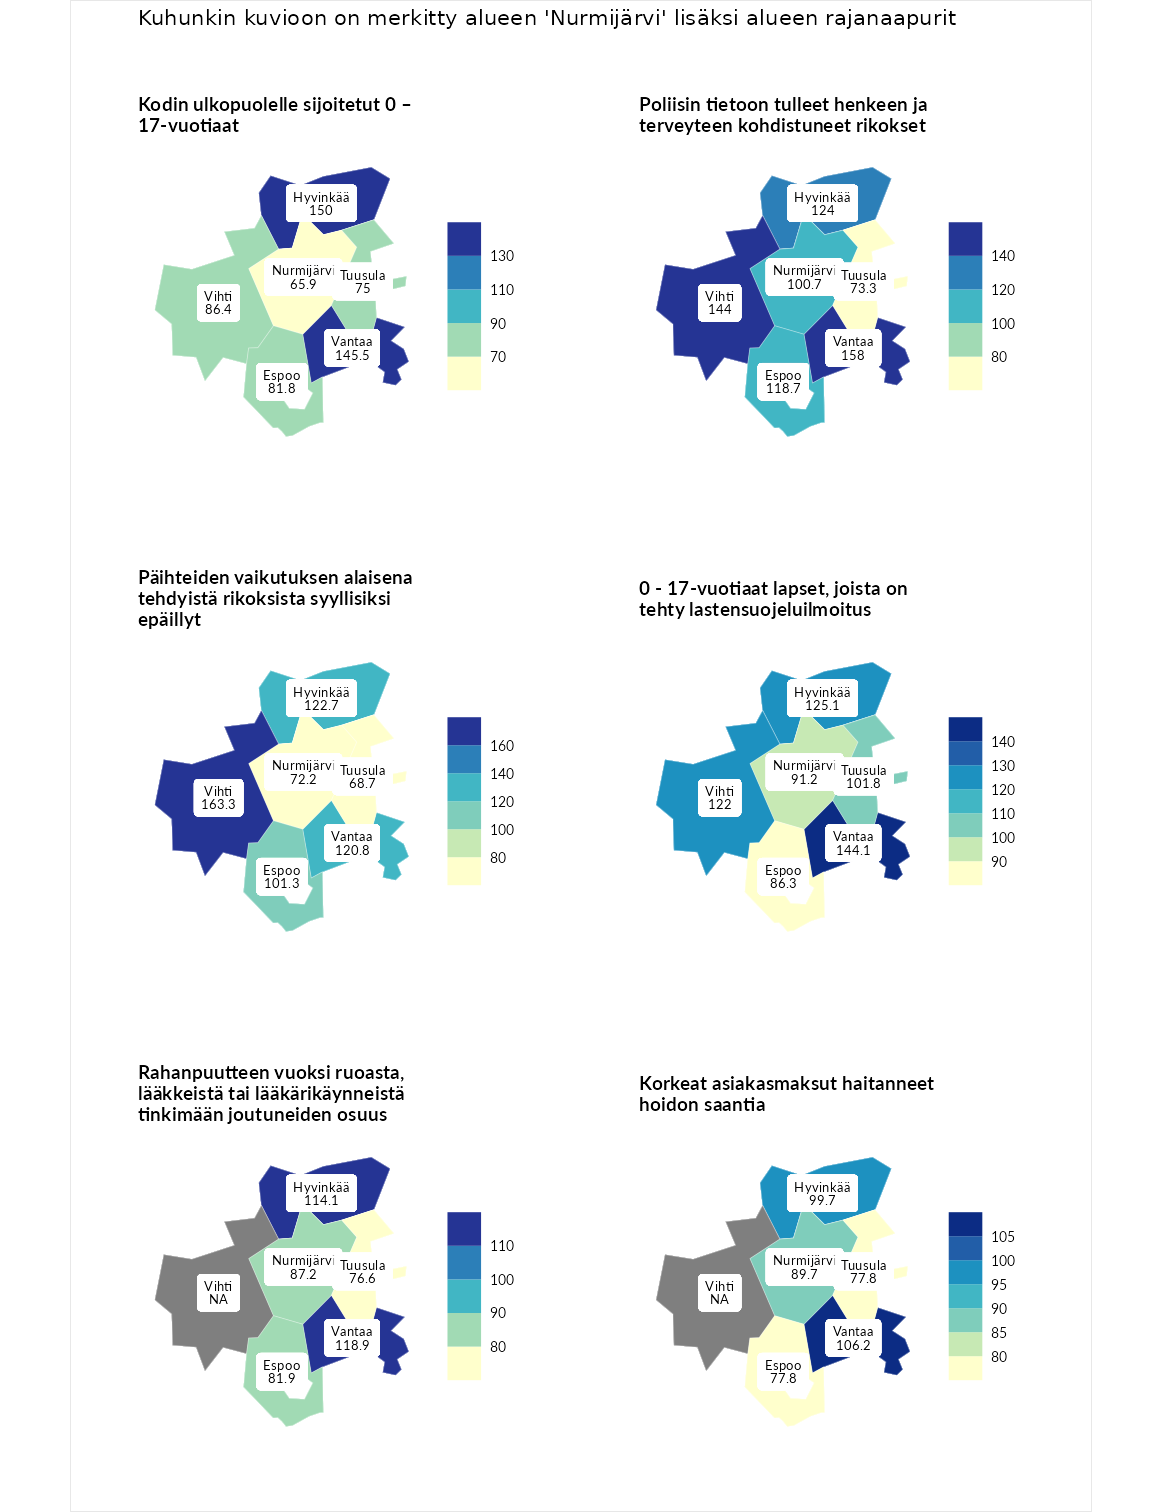 Kuhunkin kuvioon on merkitty alueen 'Nurmijärvi' lisäksi alueen rajanaapurit
Kodin ulkopuolelle sijoitetut 0 –
17-vuotiaat
Hyvinkää
150
Nurmijärvi
65.9
Tuusula
75
Vihti
86.4
Vantaa
145.5
Espoo
81.8
130
110
90
70
Poliisin tietoon tulleet henkeen ja
terveyteen kohdistuneet rikokset
Hyvinkää
124
Nurmijärvi
100.7
Tuusula
73.3
Vihti
144
Vantaa
158
Espoo
118.7
140
120
100
80
Päihteiden vaikutuksen alaisena
tehdyistä rikoksista syyllisiksi
epäillyt
Hyvinkää
122.7
Nurmijärvi
72.2
Tuusula
68.7
Vihti
163.3
Vantaa
120.8
Espoo
101.3
160
140
120
100
80
0 - 17-vuotiaat lapset, joista on
tehty lastensuojeluilmoitus
Hyvinkää
125.1
Nurmijärvi
91.2
Tuusula
101.8
Vihti
122
Vantaa
144.1
Espoo
86.3
140
130
120
110
100
90
Rahanpuutteen vuoksi ruoasta,
lääkkeistä tai lääkärikäynneistä
tinkimään joutuneiden osuus
Hyvinkää
114.1
Nurmijärvi
87.2
Tuusula
76.6
Vihti
NA
Vantaa
118.9
Espoo
81.9
110
100
90
80
Korkeat asiakasmaksut haitanneet
hoidon saantia
Hyvinkää
99.7
Nurmijärvi
89.7
Tuusula
77.8
Vihti
NA
Vantaa
106.2
Espoo
77.8
105
100
95
90
85
80